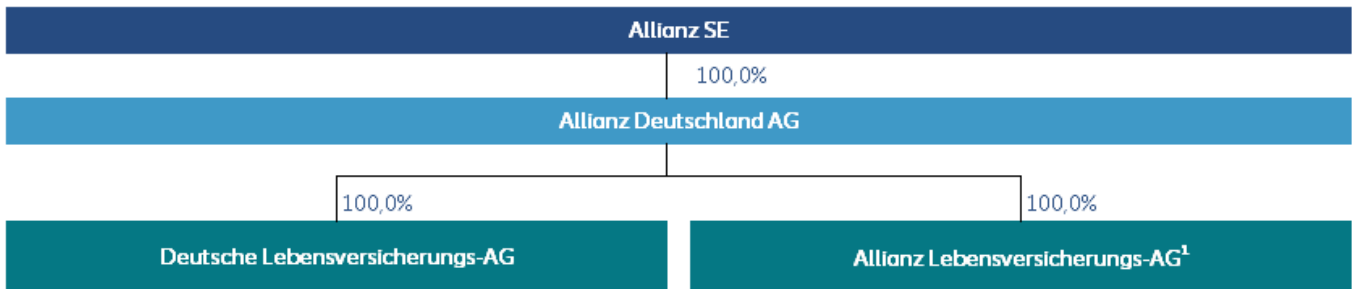 Allianz SE
100,0%
Allianz Deutschland AG
100,0%
100,0%
Deutsche Lebensversicherungs-AG
Allianz Lebensversicherungs-AG¹